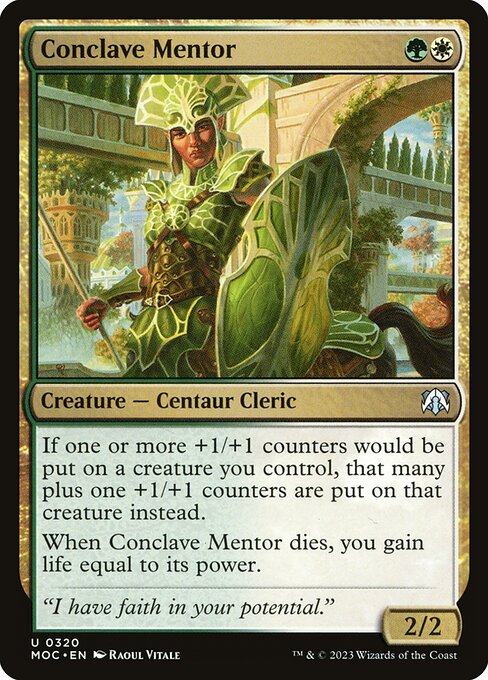 Conclave Mentor
Creature — Centaur Cleric
If one or more +1/+1 counters would be
put on a creature you control, that many
plus one +1/+1 counters are put on that
creature instead.
When Conclave Mentor dies, you gain
life equal to its power.
“I have faith in your potential.”
2/2
U 0320
MOC • EN Raoul Vitale
™ & © 2023 Wizards of the Coast